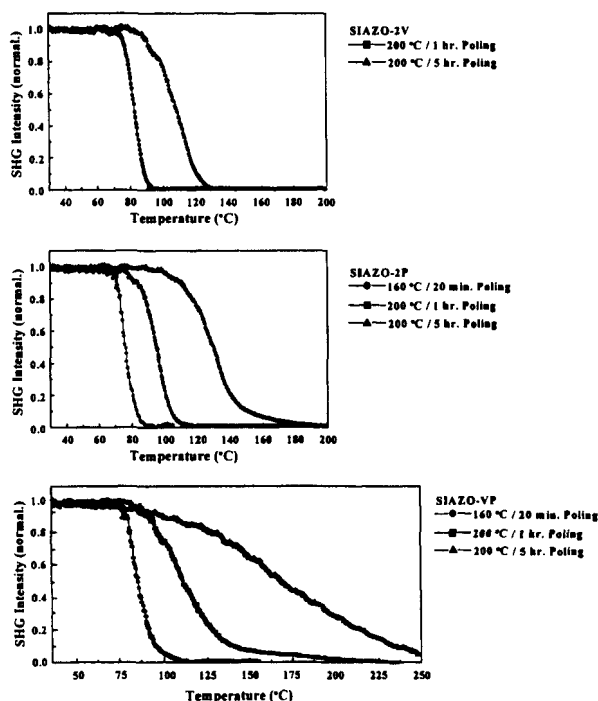 SIAZO-2V
200 °C / 1 hr. Poling
200 °C / 5 hr. Poling
SHG Intensity (normal.)
1.0
0.8
0.6
0.4
0.2
0.0
40 60 80 100 120 140 160 180 200
Temperature (°C)
SIAZO-2P
160 °C / 20 min. Poling
200 °C / 1 hr. Poling
200 °C / 5 hr. Poling
SHG Intensity (normal.)
1.0
0.8
0.6
0.4
0.2
0.0
40 60 80 100 120 140 160 180 200
Temperature (°C)
SIAZO-VP
160 °C / 20 min. Poling
200 °C / 1 hr. Poling
200 °C / 5 hr. Poling
SHG Intensity (normal.)
1.0
0.8
0.6
0.4
0.2
0.0
50 75 100 125 150 175 200 225 250
Temperature (°C)